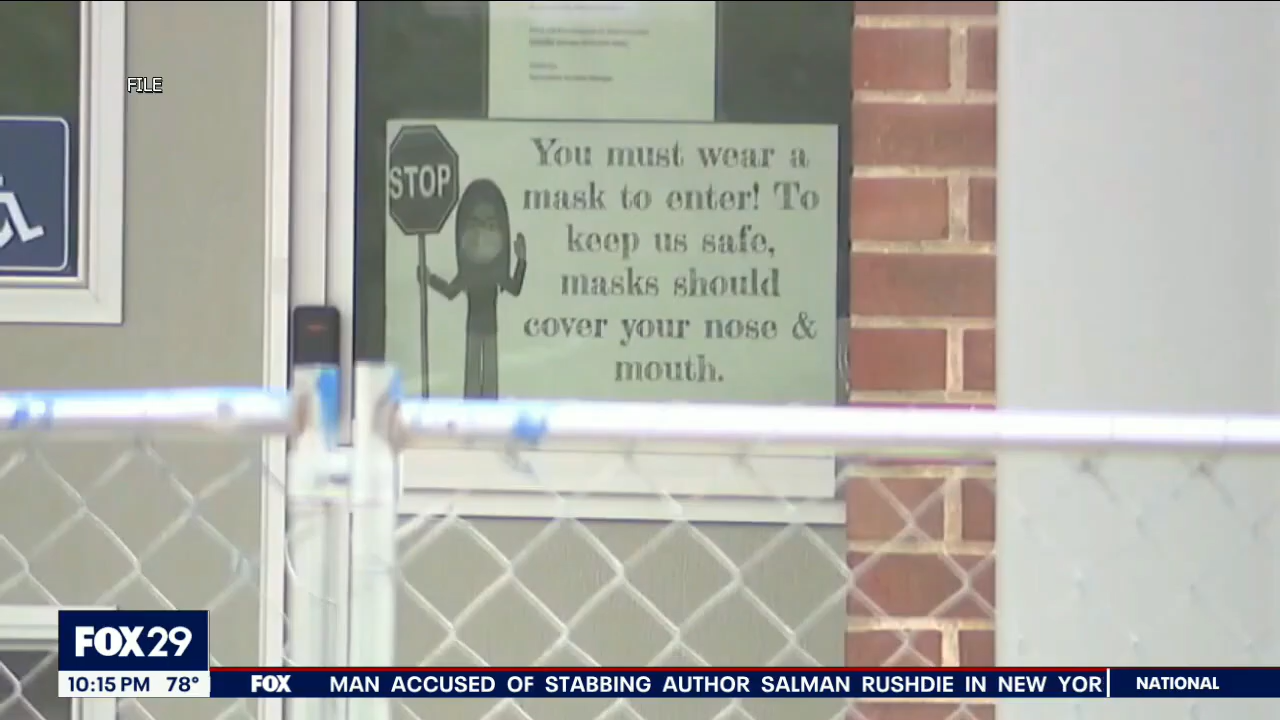 FILE
STOP
You must wear a
mask to enter! To
keep us safe,
masks should
cover your nose &
mouth.
FOX 29
10:15 PM 78°
FOX MAN ACCUSED OF STABBING AUTHOR SALMAN RUSHDIE IN NEW YOR
NATIONAL